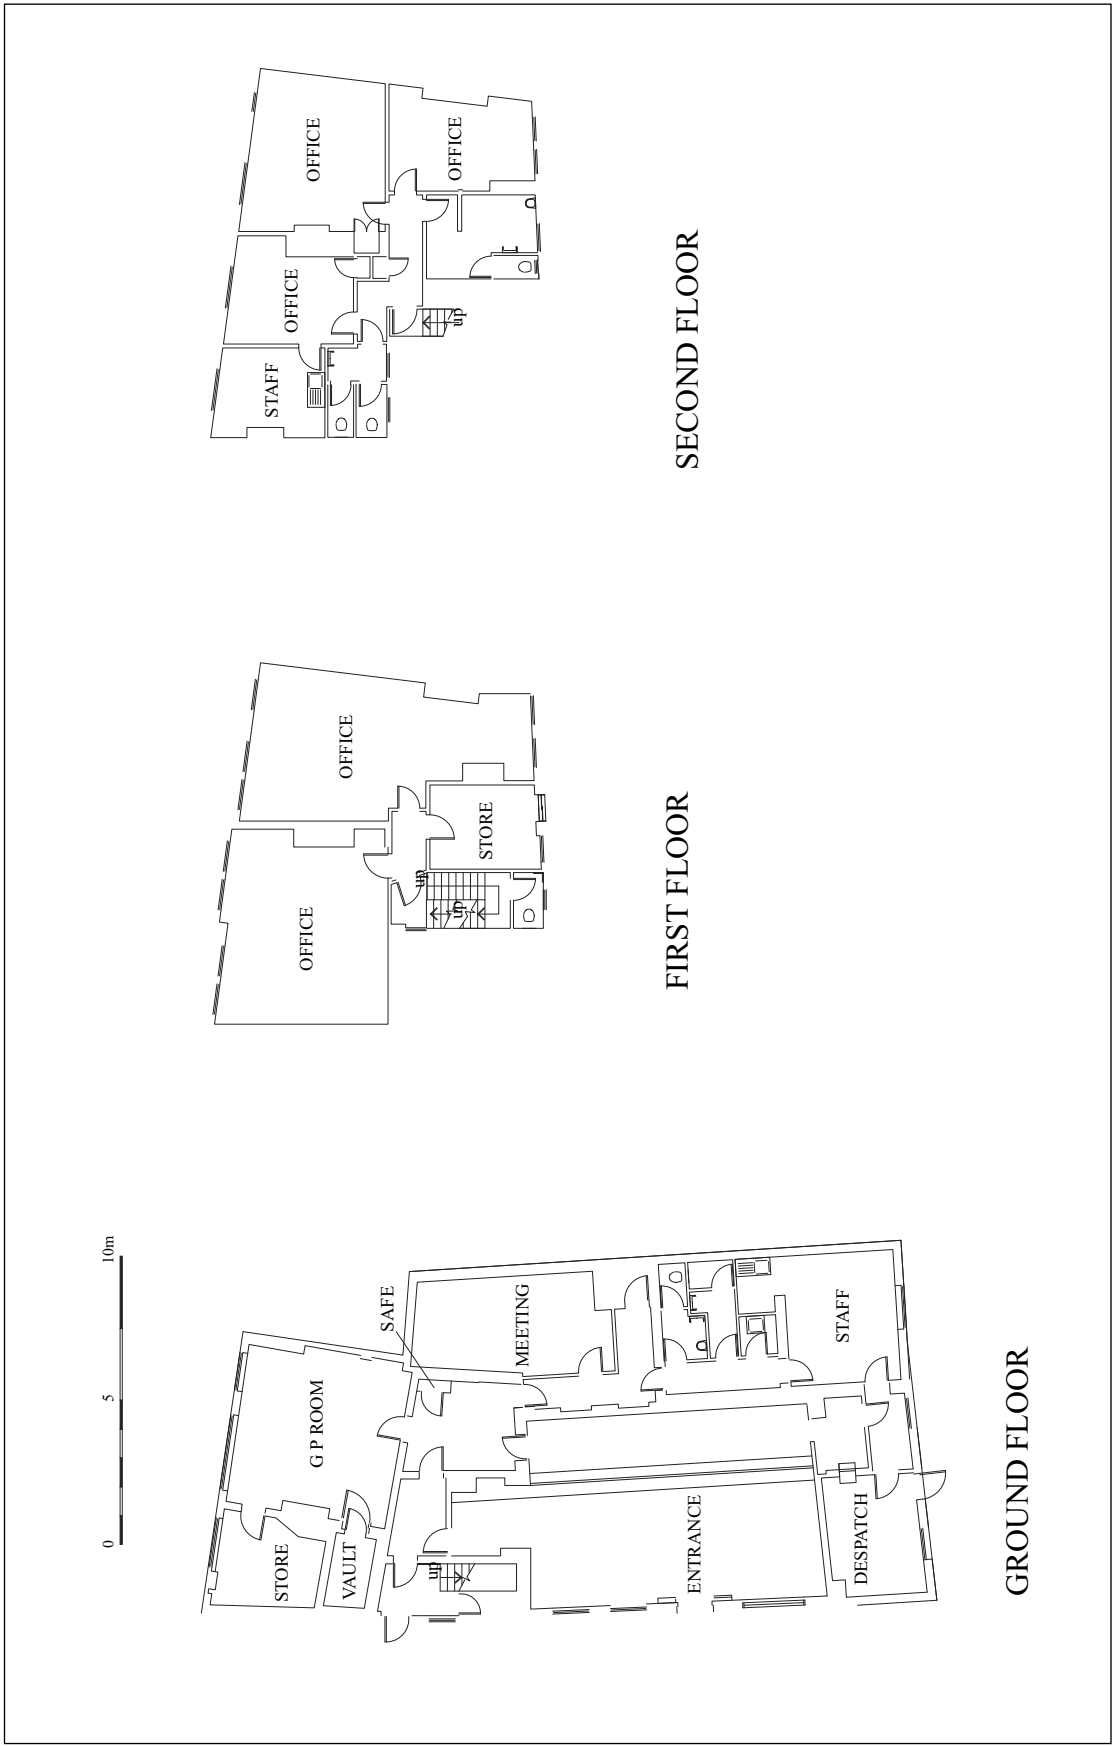 0 5 10m
STORE
VAULT
G P ROOM
SAFE
MEETING
up
ENTRANCE
DESPATCH
STAFF
GROUND FLOOR
OFFICE
OFFICE
up
up
STORE
FIRST FLOOR
STAFF
OFFICE
OFFICE
OFFICE
up
SECOND FLOOR